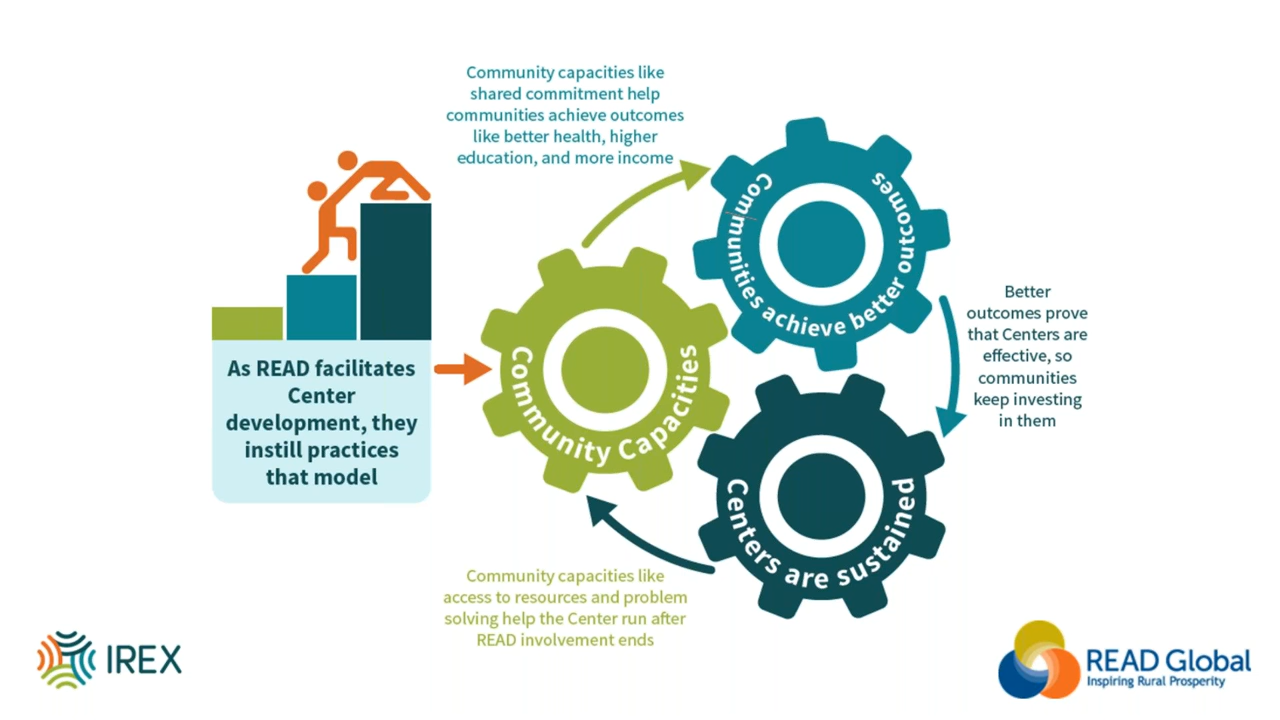 Community capacities like
shared commitment help
communities achieve outcomes
like better health, higher
education, and more income
As READ facilitates
Center
development, they
instill practices
that model
Community Capacities
Communities achieve better outcomes
Better
outcomes prove
that Centers are
effective, so
communities
keep investing
in them
Centers are sustained
Community capacities like
access to resources and problem
solving help the Center run after
READ involvement ends
IREX
READ Global
Inspiring Rural Prosperity